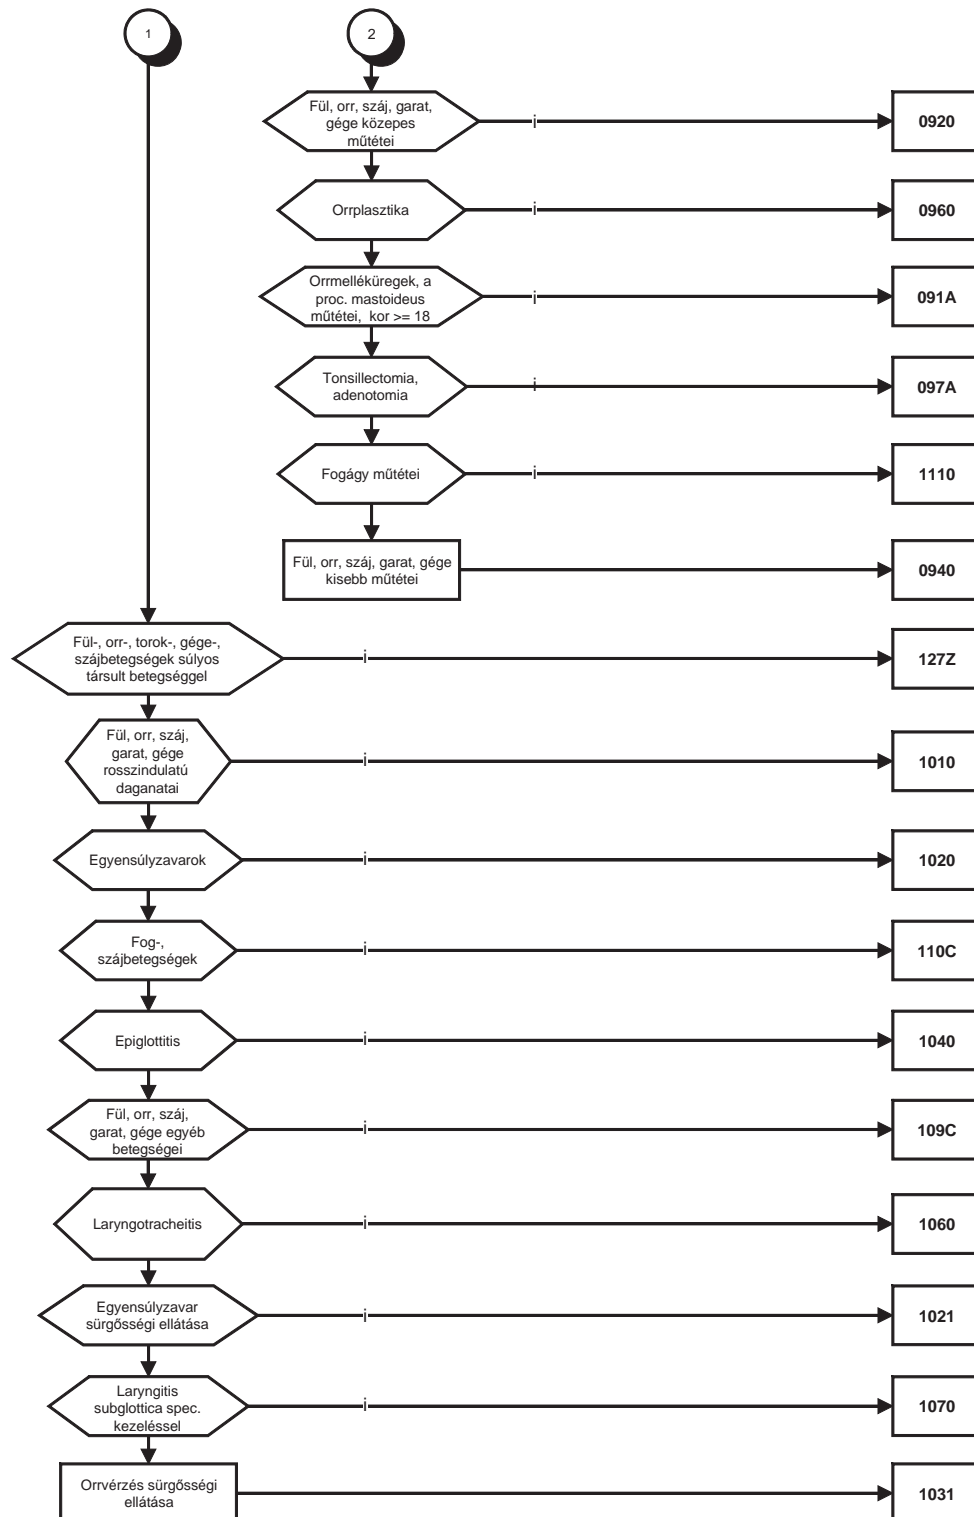 1
2
Fül, orr, száj, garat,
gége közepes
műtétei
i
0920
Orrplasztika
i
0960
Orrmelléküregek, a
proc. mastoideus
műtétei, kor >= 18
i
091A
Tonsillectomia,
adenotomia
i
097A
Fogágy műtétei
i
1110
Fül, orr, száj, garat, gége
kisebb műtétei
0940
Fül-, orr-, torok-, gége-,
szájbetegségek súlyos
társult betegséggel
i
127Z
Fül, orr, száj,
garat, gége
rosszindulatú
daganatai
i
1010
Egyensúlyzavarok
i
1020
Fog-,
szájbetegségek
i
110C
Epiglottitis
i
1040
Fül, orr, száj,
garat, gége egyéb
betegségei
i
109C
Laryngotracheitis
i
1060
Egyensúlyzavar
sürgősségi ellátása
i
1021
Laryngitis
subglottica spec.
kezeléssel
i
1070
Orrvérzés sürgősségi
ellátása
1031